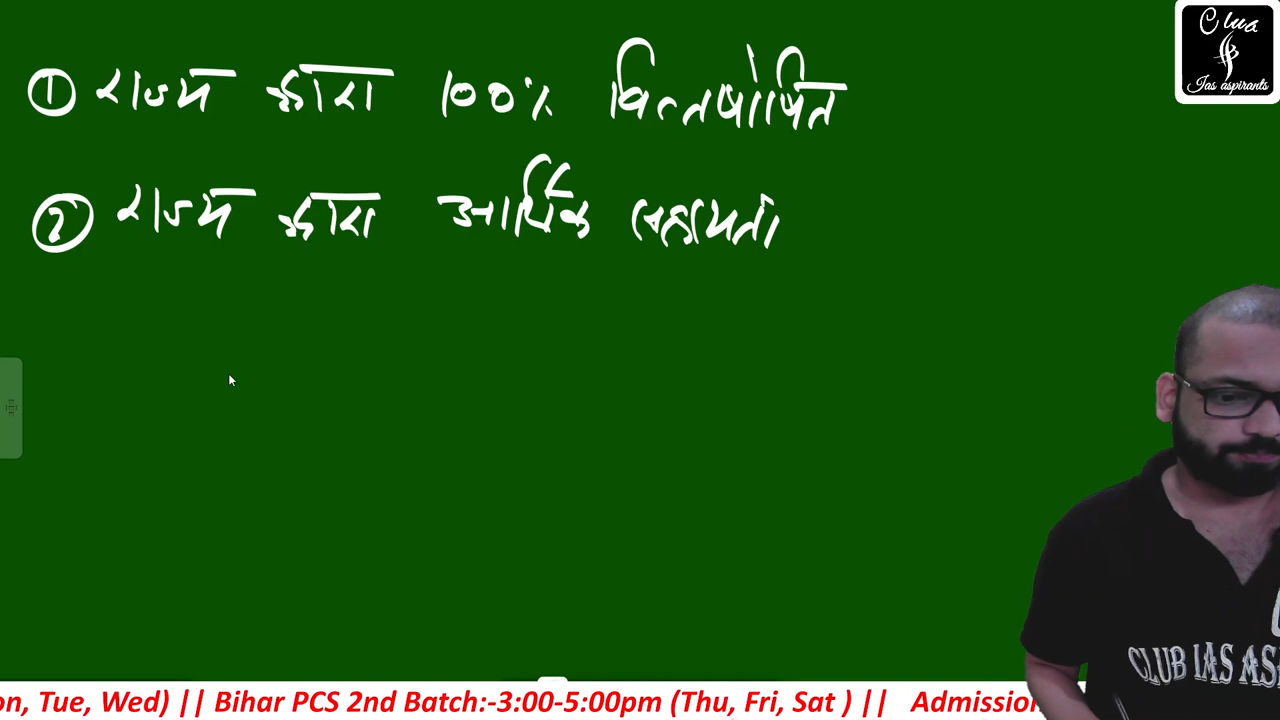 ① राज्य द्वारा 100% वित्तपोषित
② राज्य द्वारा आर्थिक सहायता
Club
Ias aspirants
CLUB IAS AS
on, Tue, Wed) || Bihar PCS 2nd Batch:-3:00-5:00pm (Thu, Fri, Sat ) || Admission